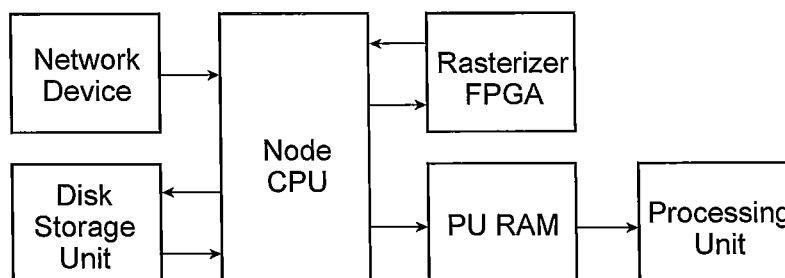 Network
Device
Rasterizer
FPGA
Node
CPU
Disk
Storage
Unit
PU RAM
Processing
Unit